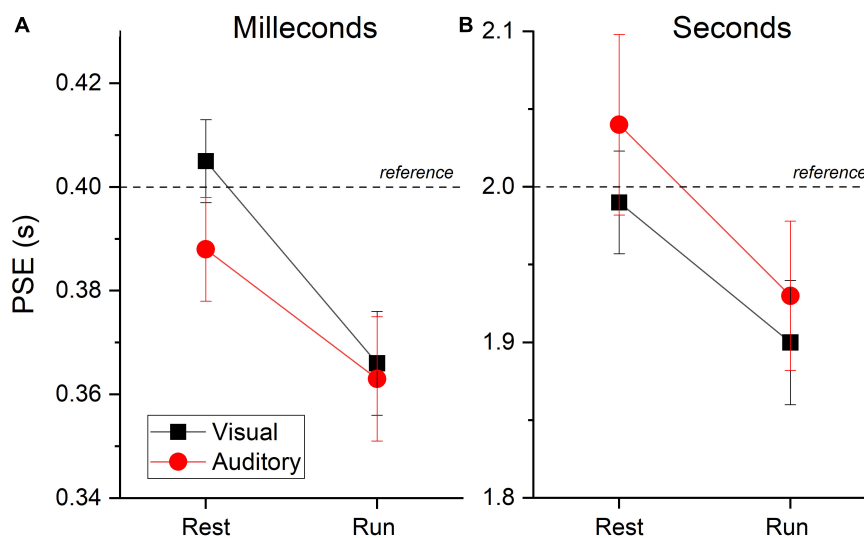 A
Milleconds
B
Seconds
PSE (s)
0.42
0.40
0.38
0.36
0.34
reference
Visual
Auditory
Rest
Run
2.1
2.0
1.9
1.8
reference
Rest
Run